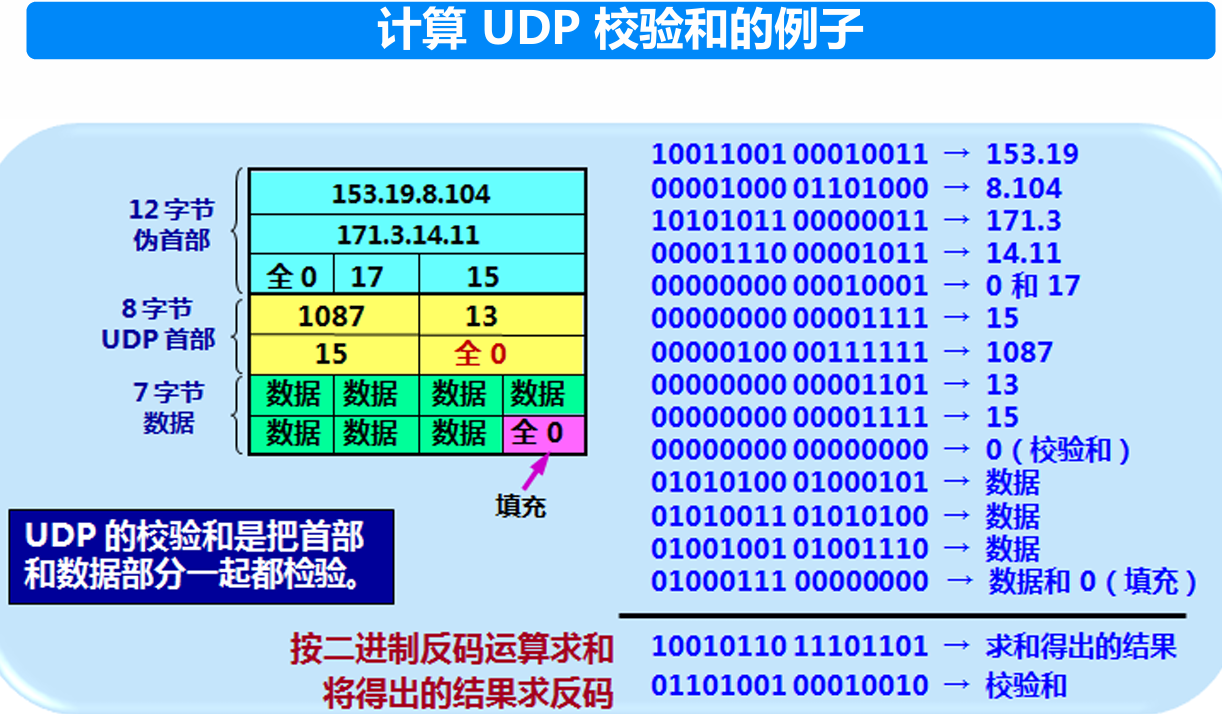 计算 UDP 校验和的例子
12 字节
伪首部
153.19.8.104
171.3.14.11
全 0 17 15
8 字节
UDP 首部
1087 13
15 全 0
7 字节
数据
数据 数据 数据 数据
数据 数据 数据 全 0
填充
UDP 的校验和是把首部
和数据部分一起都检验。
10011001 00010011 → 153.19
00001000 01101000 → 8.104
10101011 00000011 → 171.3
00001110 00001011 → 14.11
00000000 00010001 → 0 和 17
00000000 00001111 → 15
00000100 00111111 → 1087
00000000 00001101 → 13
00000000 00001111 → 15
00000000 00000000 → 0（校验和）
01010100 01000101 → 数据
01010011 01010100 → 数据
01001001 01001110 → 数据
01000111 00000000 → 数据和 0（填充）
按二进制反码运算求和 10010110 11101101 → 求和得出的结果
将得出的结果求反码 01101001 00010010 → 校验和